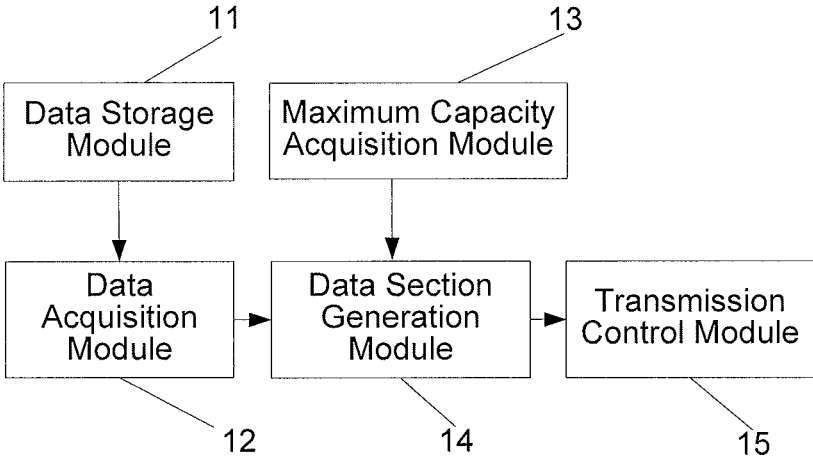 11
13
Data Storage
Module
Maximum Capacity
Acquisition Module
Data
Acquisition
Module
Data Section
Generation
Module
Transmission
Control Module
12
14
15